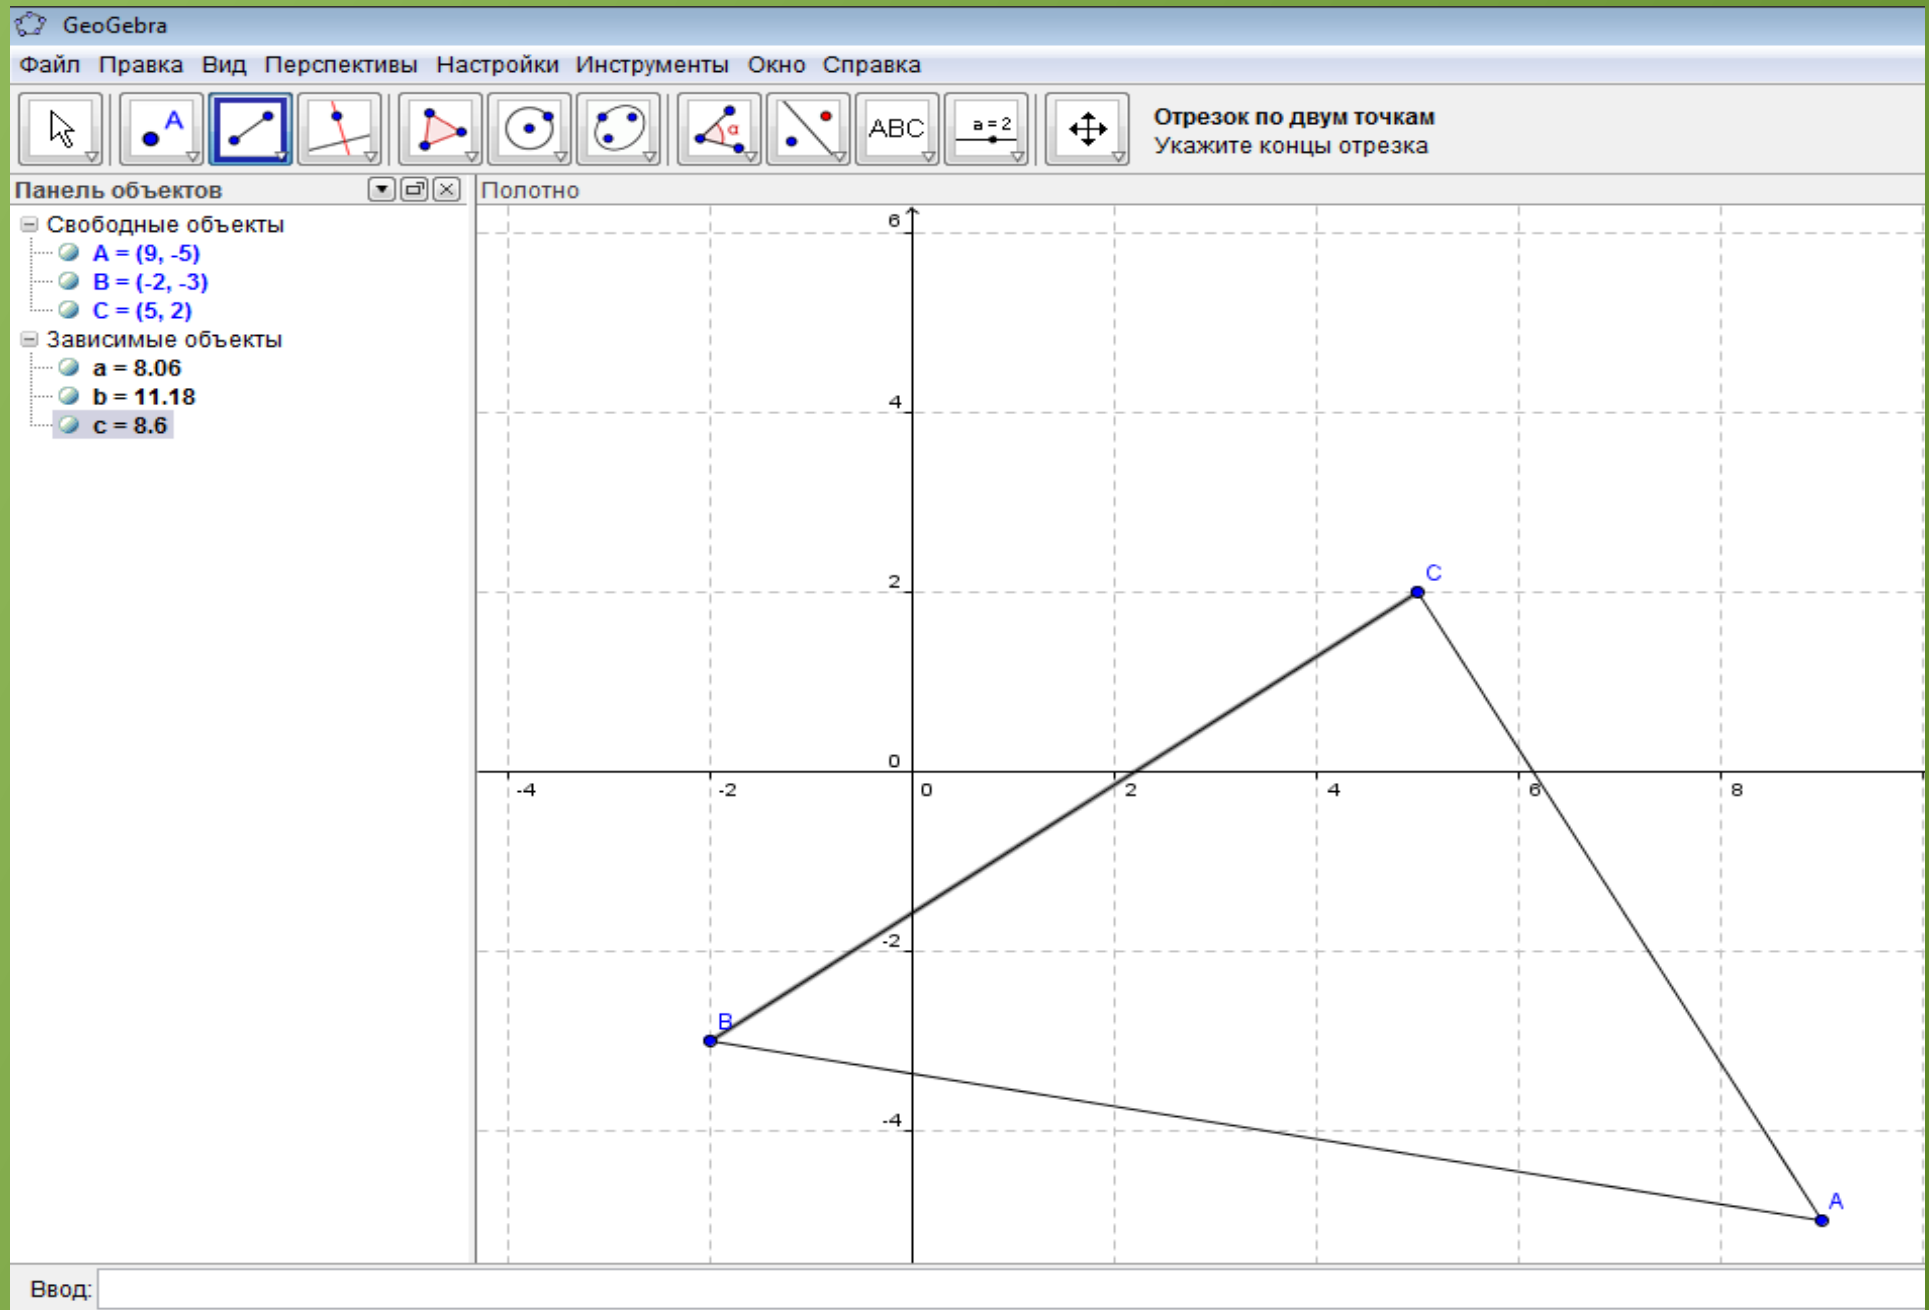 GeoGebra
Файл Правка Вид Перспективы Настройки Инструменты Окно Справка
A α ABC a=2
Отрезок по двум точкам
Укажите концы отрезка
Панель объектов
Полотно
Свободные объекты
A = (9, -5)
B = (-2, -3)
C = (5, 2)
Зависимые объекты
a = 8.06
b = 11.18
c = 8.6
6
4
2
C
0
-4 -2 0 2 4 6 8
-2
B
-4
A
Ввод: